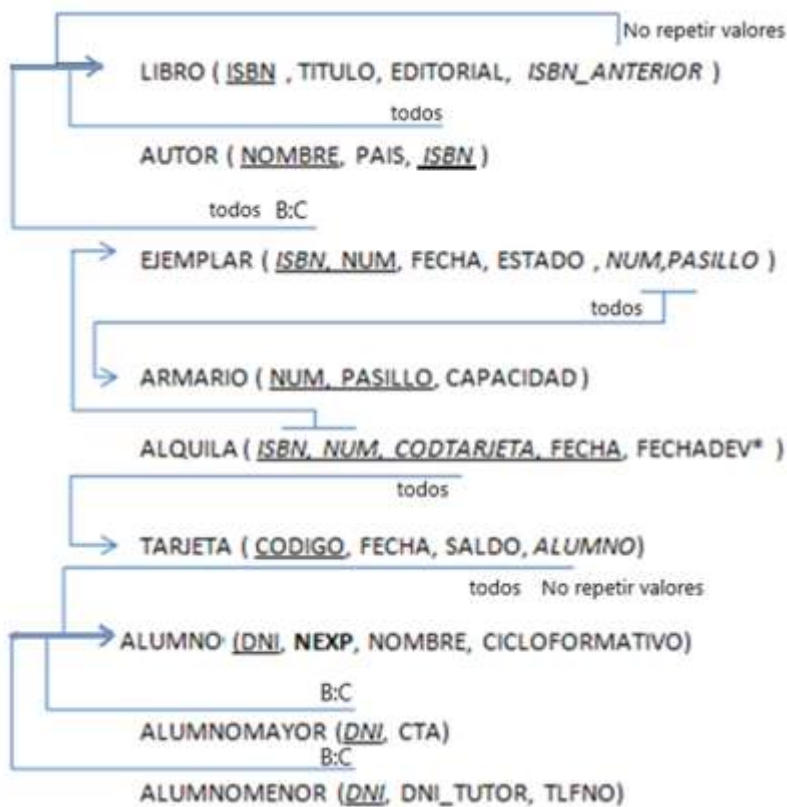 No repetir valores
LIBRO ( ISBN , TITULO, EDITORIAL, ISBN_ANTERIOR )
todos
AUTOR ( NOMBRE, PAIS, ISBN )
todos B:C
EJEMPLAR ( ISBN, NUM, FECHA, ESTADO , NUM,PASILLO )
todos
ARMARIO ( NUM, PASILLO, CAPACIDAD )
ALQUILA ( ISBN, NUM, CODTARJETA, FECHA, FECHADEV* )
todos
TARJETA ( CODIGO, FECHA, SALDO, ALUMNO)
todos No repetir valores
ALUMNO (DNI, NEXP, NOMBRE, CICLOFORMATIVO)
B:C
ALUMNOMAYOR (DNI, CTA)
B:C
ALUMNOMENOR (DNI, DNI_TUTOR, TLFNO)